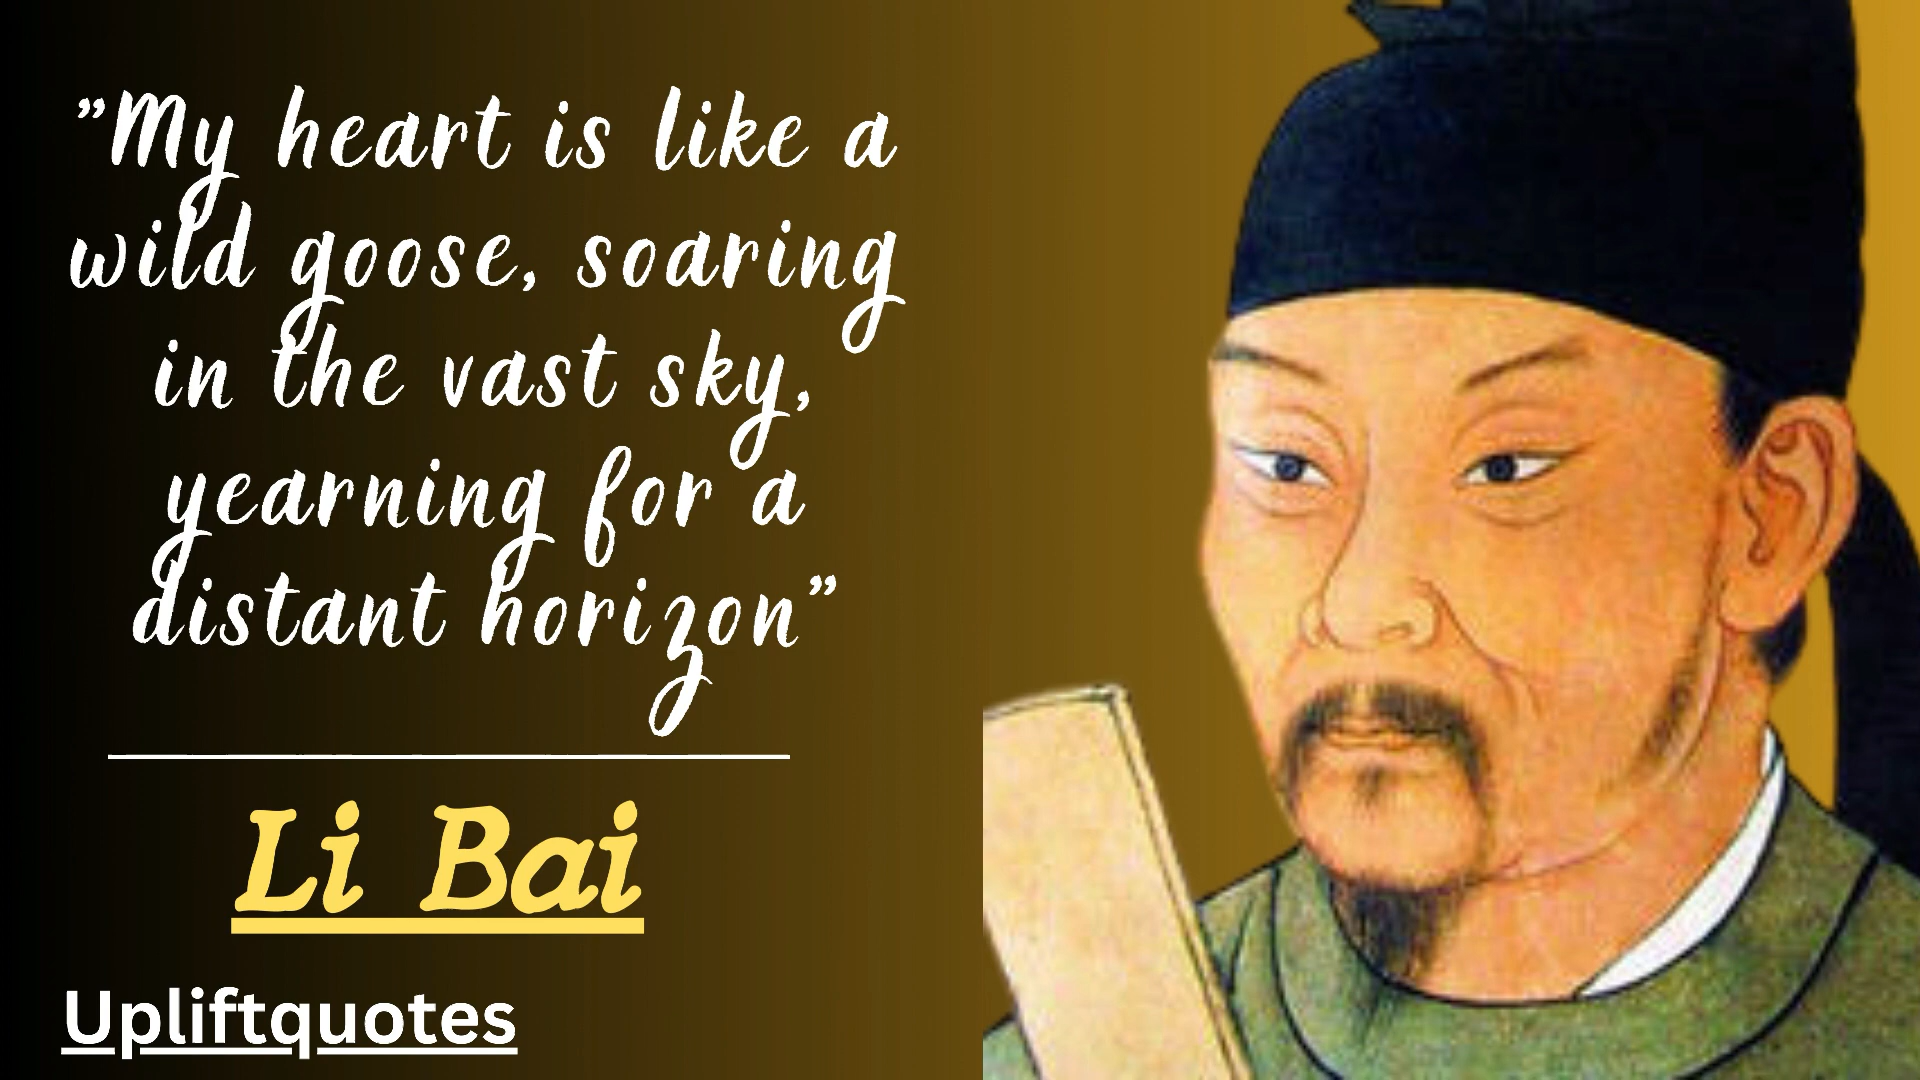 ”My heart is like a
wild goose, soaring
in the vast sky,
yearning for a
distant horizon”
Li Bai
Upliftquotes